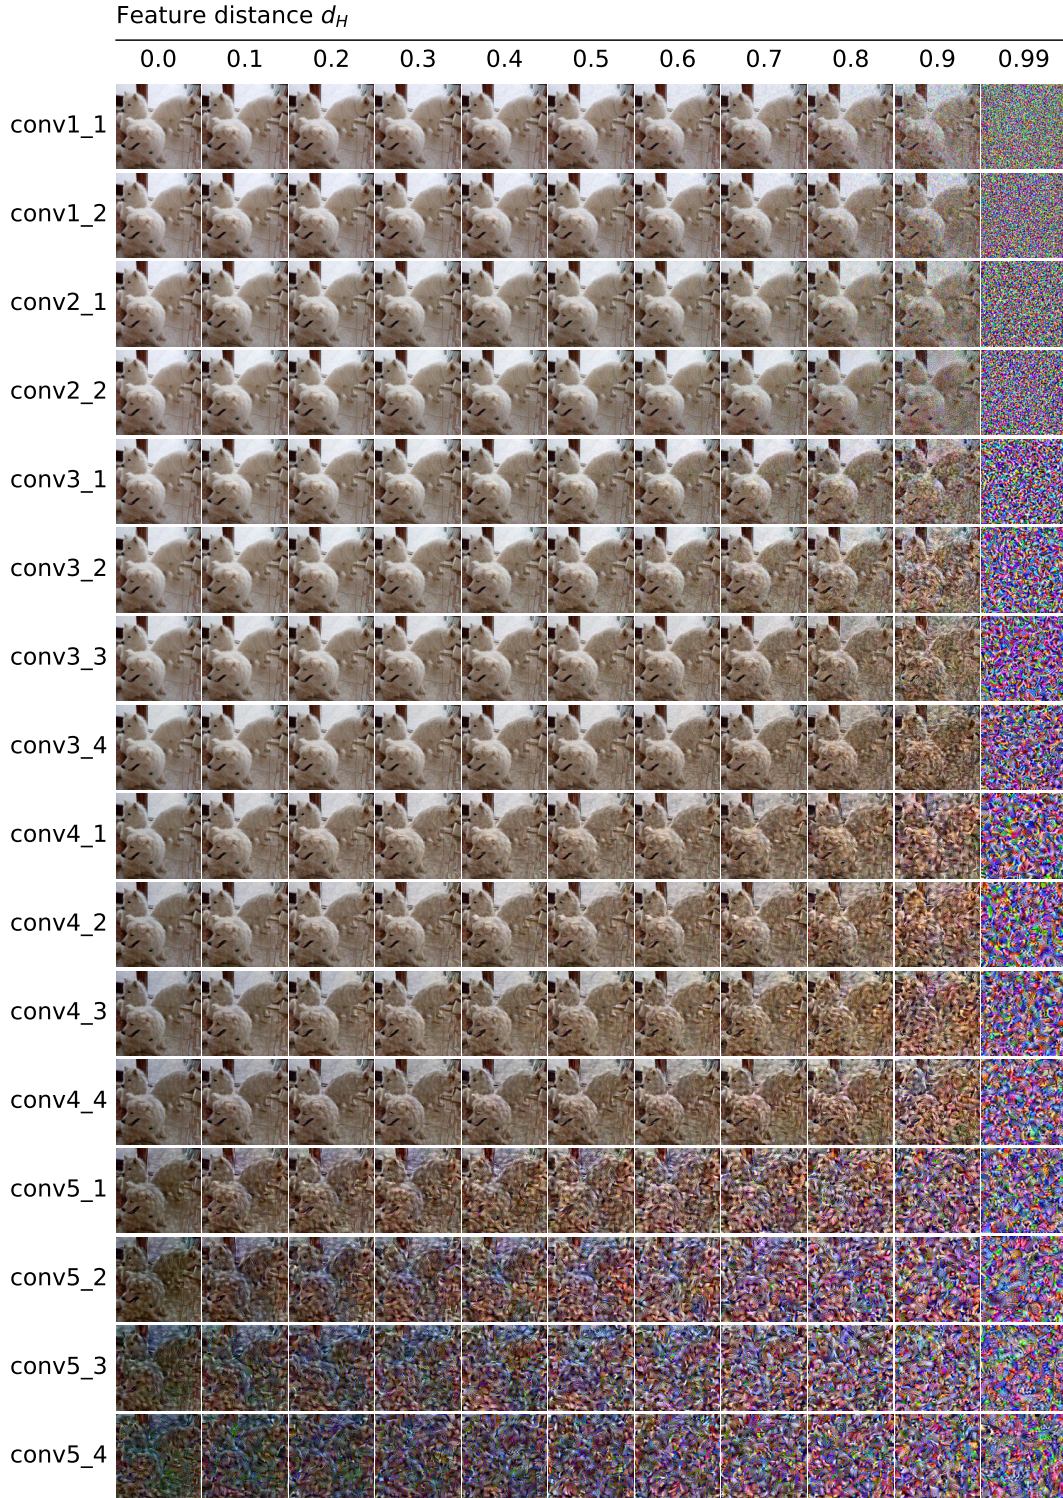 Feature distance d_H
0.0 0.1 0.2 0.3 0.4 0.5 0.6 0.7 0.8 0.9 0.99
conv1_1
conv1_2
conv2_1
conv2_2
conv3_1
conv3_2
conv3_3
conv3_4
conv4_1
conv4_2
conv4_3
conv4_4
conv5_1
conv5_2
conv5_3
conv5_4